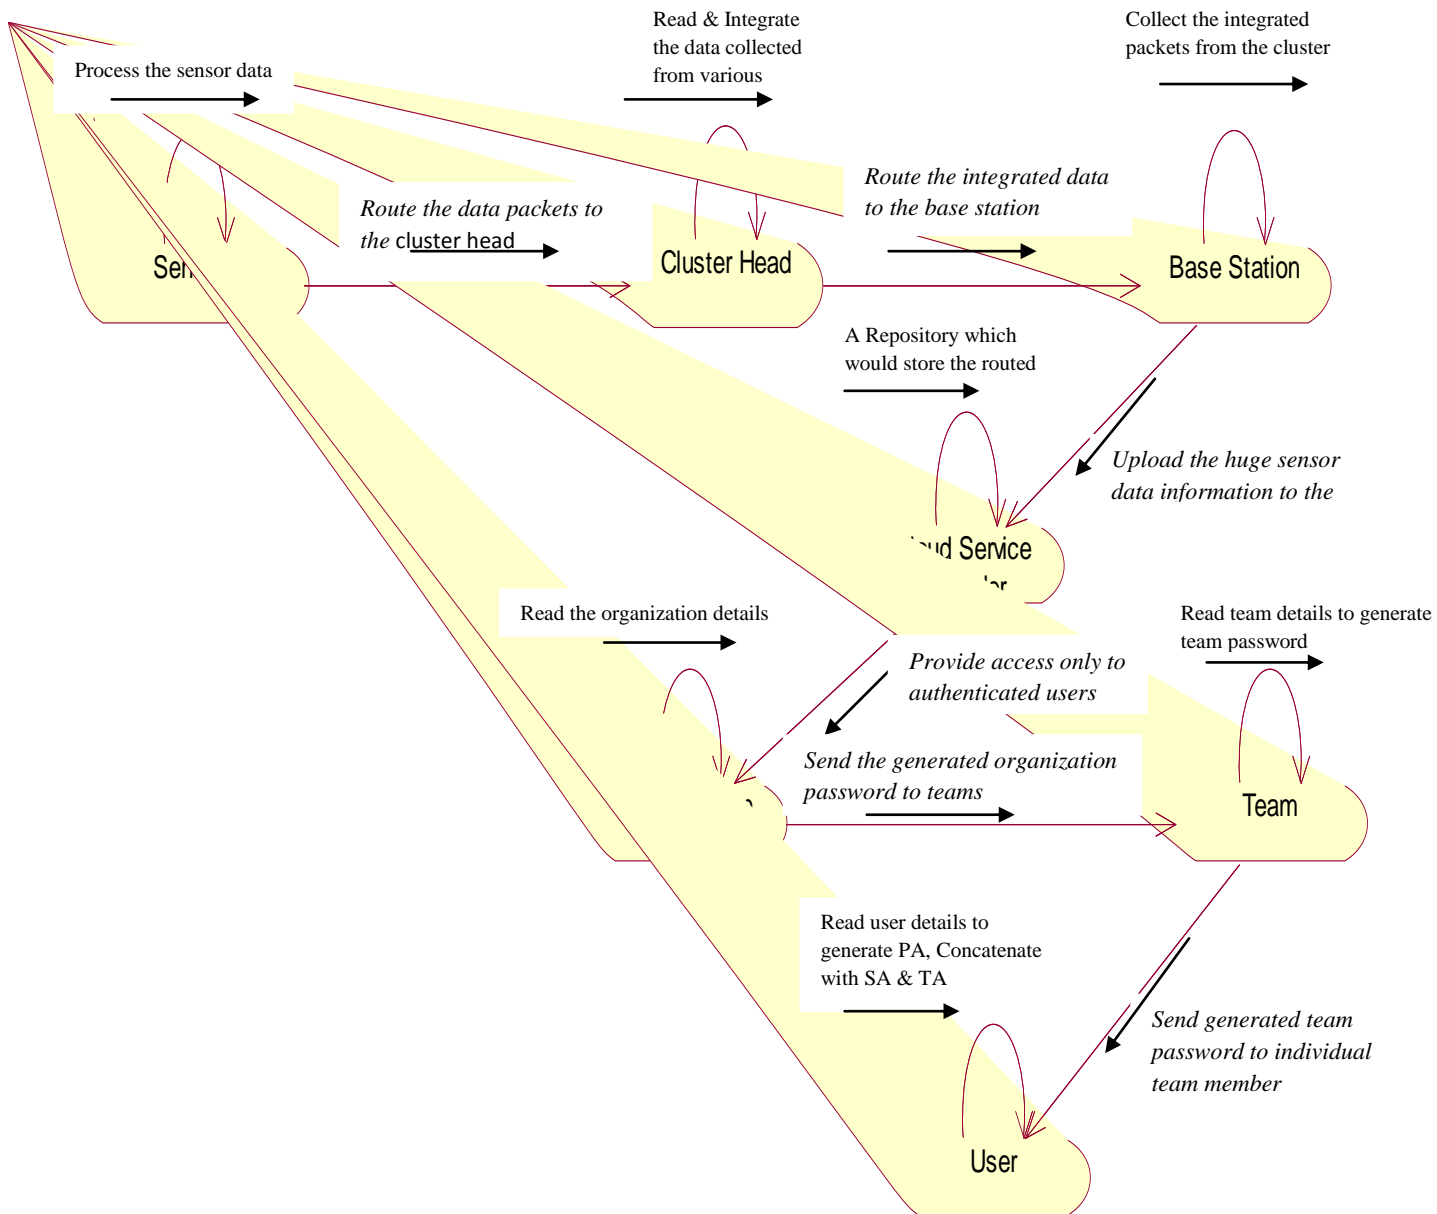 Read & Integrate
the data collected
from various
Collect the integrated
packets from the cluster
Process the sensor data
Route the integrated data
to the base station
Route the data packets to
the cluster head
Cluster Head
Base Station
A Repository which
would store the routed
Upload the huge sensor
data information to the
Service
Read the organization details
Read team details to generate
team password
Provide access only to
authenticated users
Send the generated organization
password to teams
Team
Read user details to
generate PA, Concatenate
with SA & TA
Send generated team
password to individual
team member
User